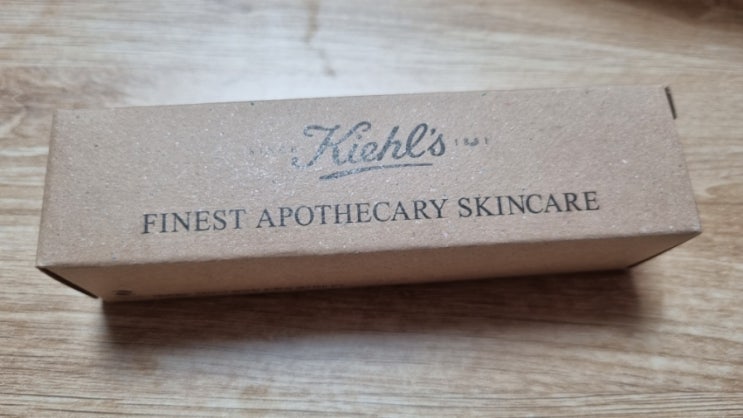 SINCE Kiehl's 1851
FINEST APOTHECARY SKINCARE